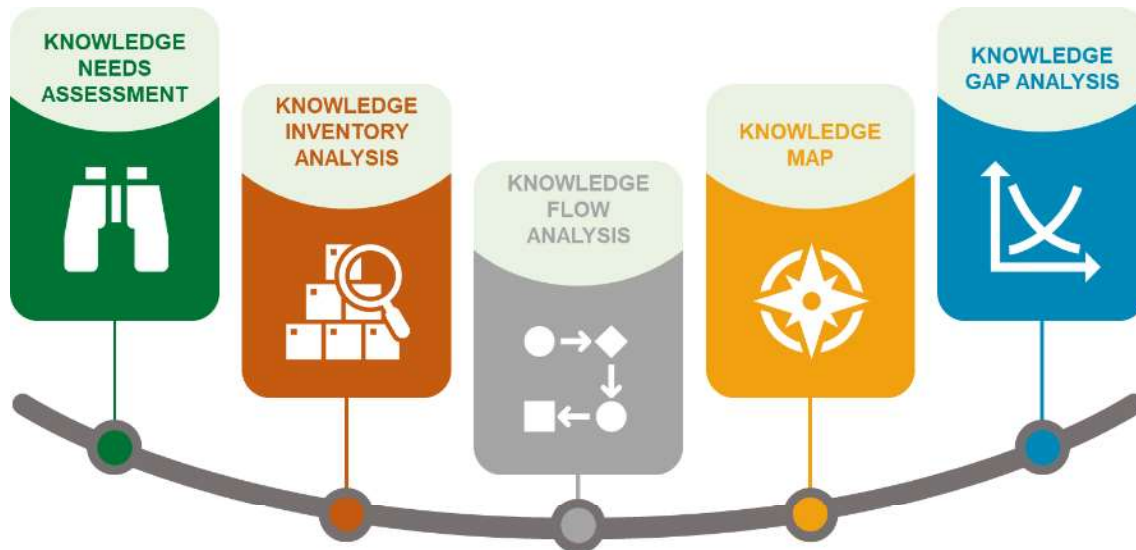 KNOWLEDGE
NEEDS
ASSESSMENT
KNOWLEDGE
INVENTORY
ANALYSIS
KNOWLEDGE
FLOW
ANALYSIS
KNOWLEDGE
MAP
KNOWLEDGE
GAP ANALYSIS